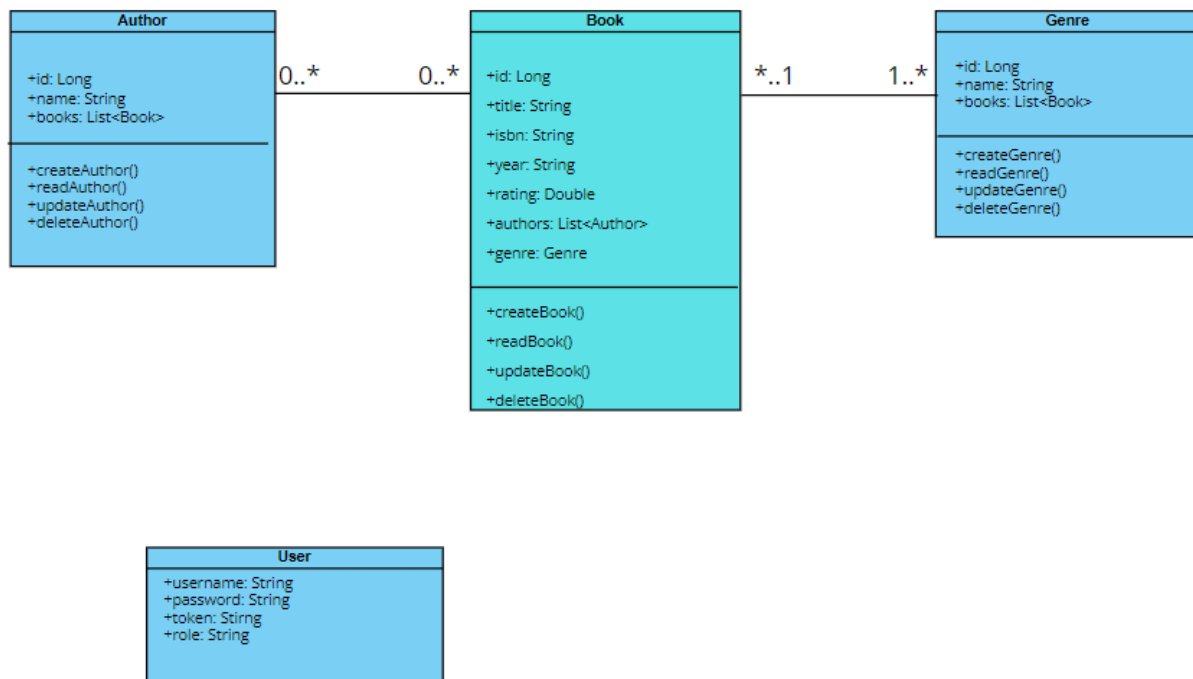 Author
+id: Long
+name: String
+books: List<Book>
+createAuthor()
+readAuthor()
+updateAuthor()
+deleteAuthor()
0..*
0..*
Book
+id: Long
+title: String
+isbn: String
+year: String
+rating: Double
+authors: List<Author>
+genre: Genre
+createBook()
+readBook()
+updateBook()
+deleteBook()
*..1
1..*
Genre
+id: Long
+name: String
+books: List<Book>
+createGenre()
+readGenre()
+updateGenre()
+deleteGenre()
User
+username: String
+password: String
+token: Stirng
+role: String